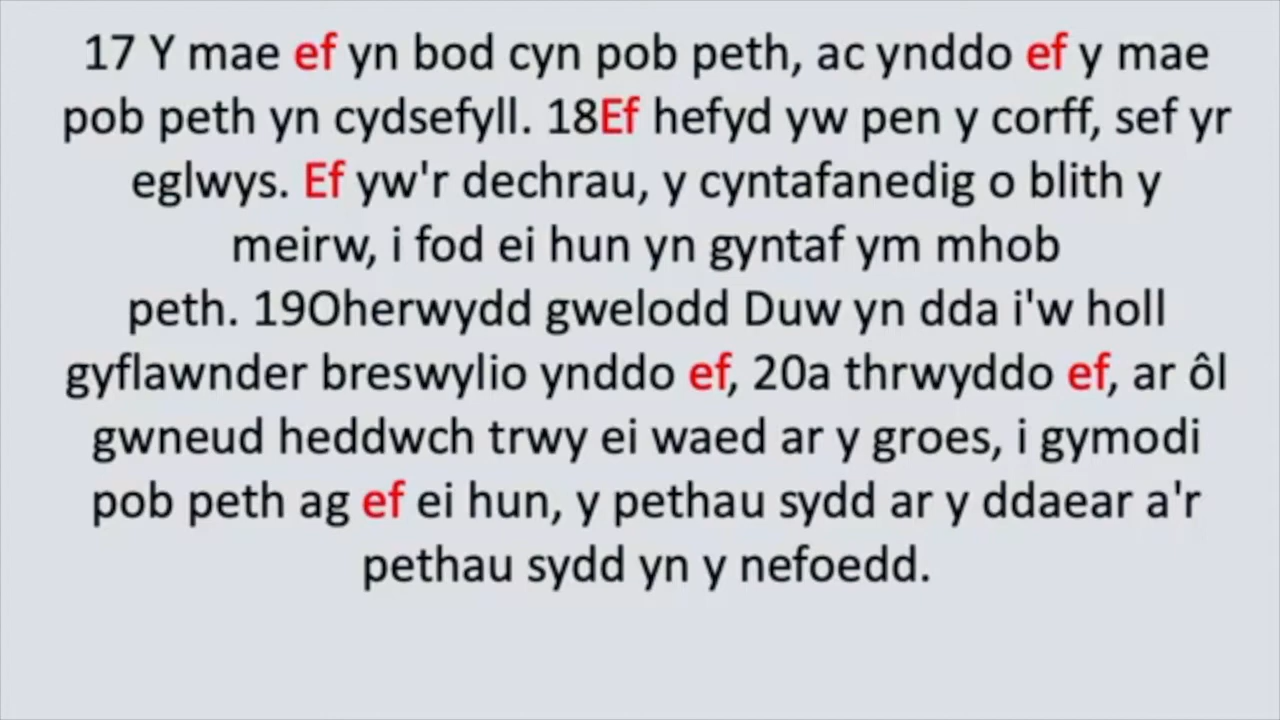 17 Y mae ef yn bod cyn pob peth, ac ynddo ef y mae
pob peth yn cydsefyll. 18Ef hefyd yw pen y corff, sef yr
eglwys. Ef yw'r dechrau, y cyntafanedig o blith y
meirw, i fod ei hun yn gyntaf ym mhob
peth. 19Oherwydd gwelodd Duw yn dda i'w holl
gyflawnder breswylio ynddo ef, 20a thrwyddo ef, ar ôl
gwneud heddwch trwy ei waed ar y groes, i gymodi
pob peth ag ef ei hun, y pethau sydd ar y ddaear a'r
pethau sydd yn y nefoedd.